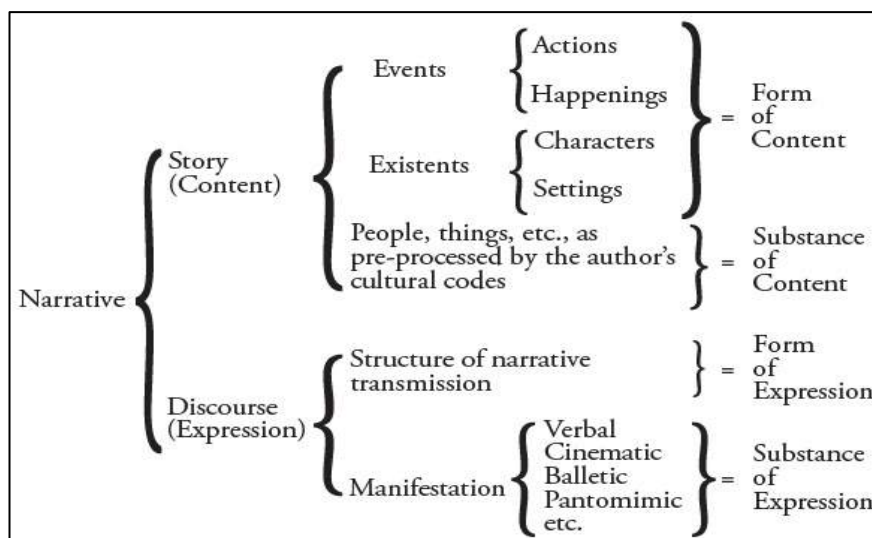 Narrative
Story
(Content)
Events
Actions
Happenings
Existents
Characters
Settings
= Form
of
Content
People, things, etc., as
pre-processed by the author's
cultural codes
= Substance
of
Content
Discourse
(Expression)
Structure of narrative
transmission
= Form
of
Expression
Manifestation
Verbal
Cinematic
Balletic
Pantomimic
etc.
= Substance
of
Expression